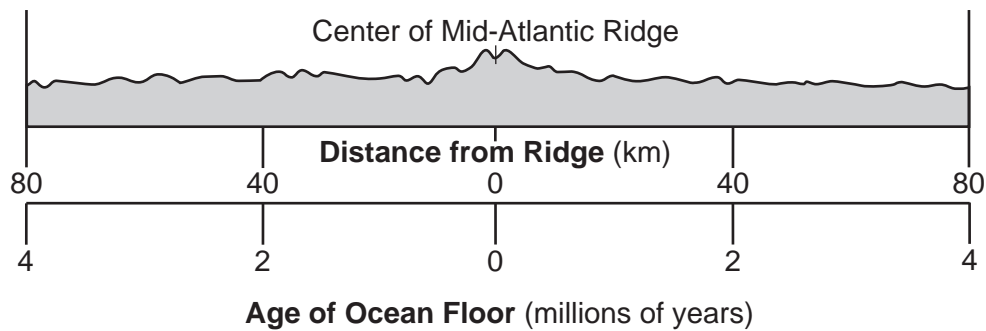 Center of Mid-Atlantic Ridge
Distance from Ridge (km)
80 40 0 40 80
4 2 0 2 4
Age of Ocean Floor (millions of years)